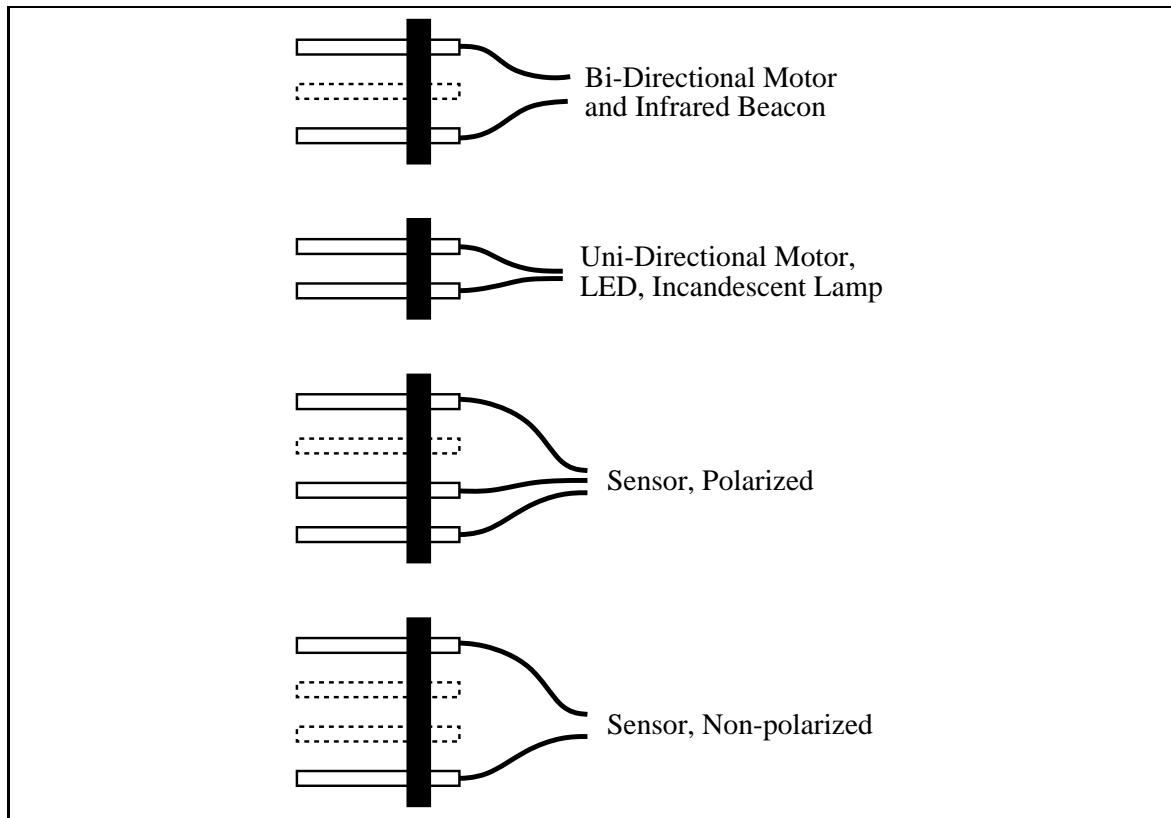 Bi-Directional Motor
and Infrared Beacon
Uni-Directional Motor,
LED, Incandescent Lamp
Sensor, Polarized
Sensor, Non-polarized